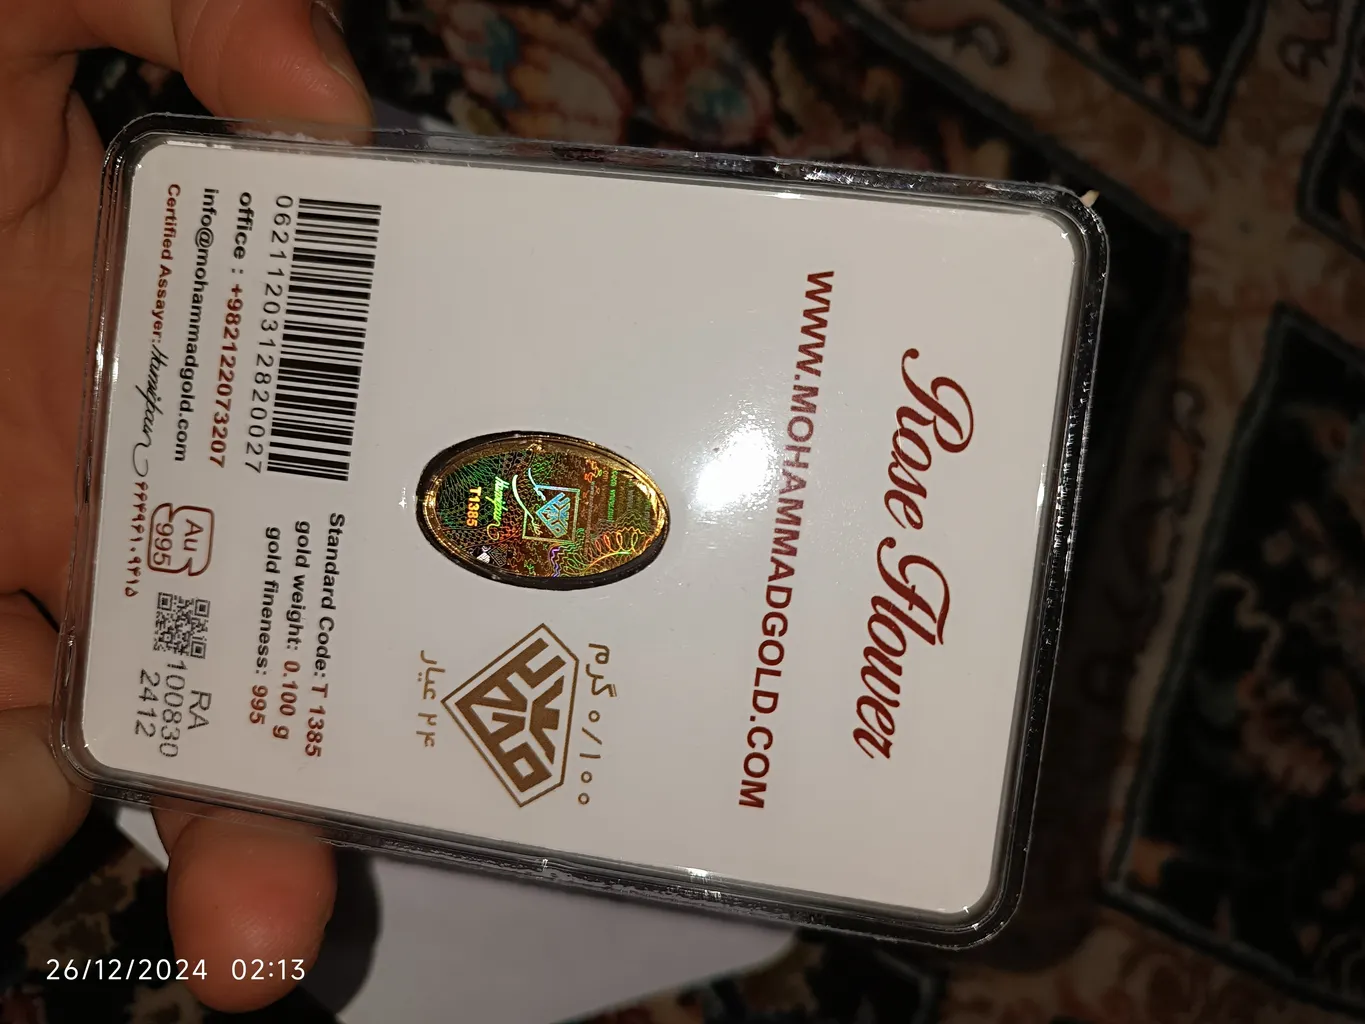 Rose Flower
WWW.MOHAMMADGOLD.COM
۰/۱۰۰ گرم
۲۴ عیار
T1385
0621120312820027
office : +982122073207
info@mohammadgold.com
Certified Assayer:
۶۶۴۹۶۱۰۹۴۱۵
Standard Code: T 1385
gold weight: 0.100 g
gold fineness: 995
Au
995
RA
100830
2412
26/12/2024 02:13